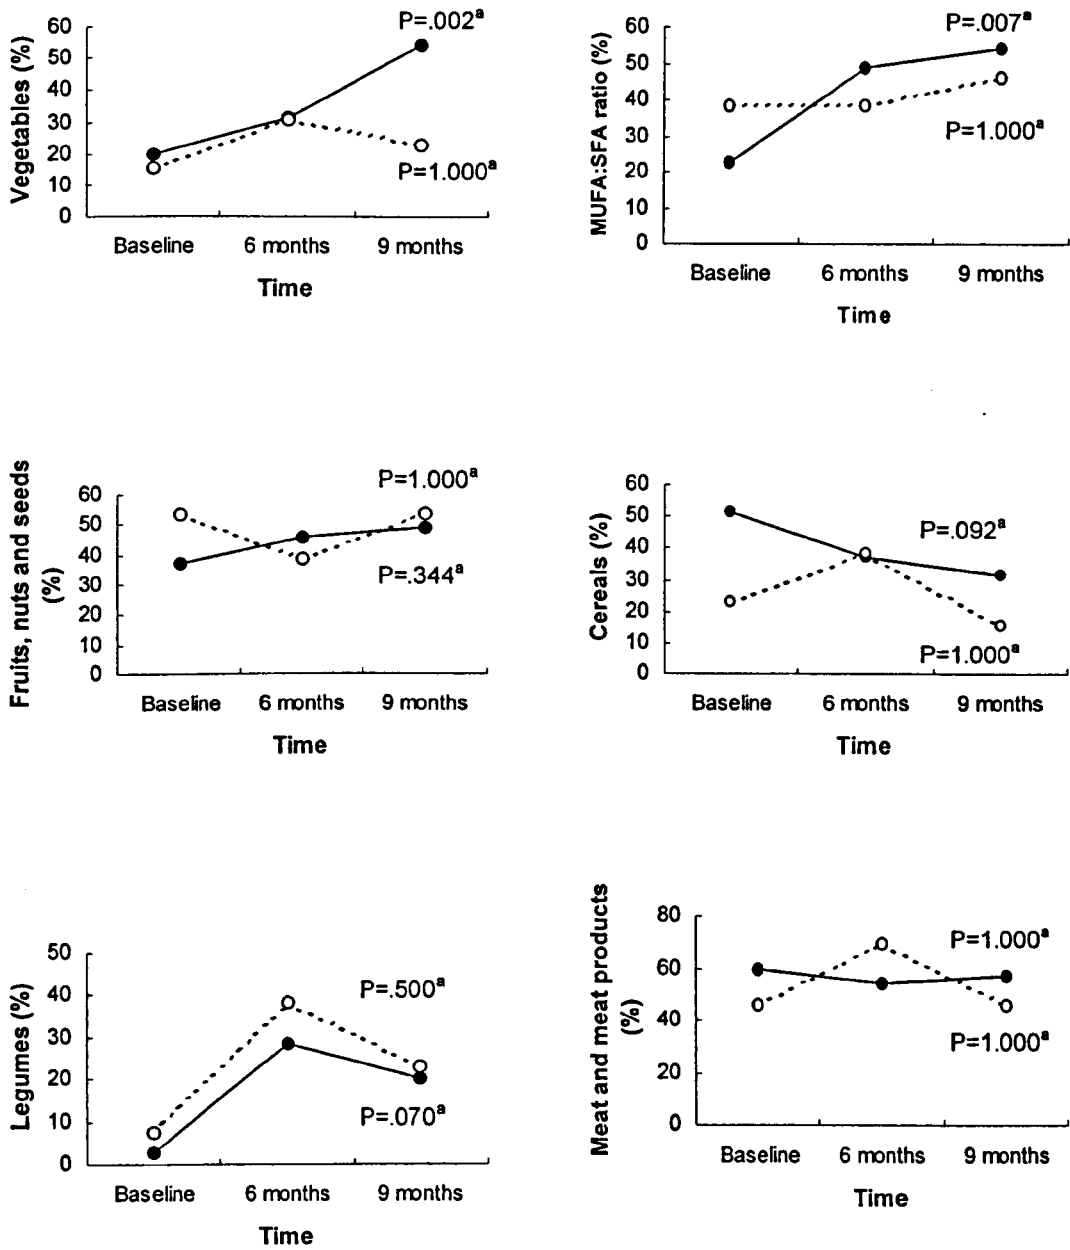 Vegetables (%)
60
50
40
30
20
10
0
P=.002ª
P=1.000ª
Baseline 6 months 9 months
Time
MUFA:SFA ratio (%)
60
50
40
30
20
10
0
P=.007ª
P=1.000ª
Baseline 6 months 9 months
Time
Fruits, nuts and seeds
(%)
60
50
40
30
20
10
0
P=1.000ª
P=.344ª
Baseline 6 months 9 months
Time
Cereals (%)
60
50
40
30
20
10
0
P=.092ª
P=1.000ª
Baseline 6 months 9 months
Time
Legumes (%)
50
40
30
20
10
0
P=.500ª
P=.070ª
Baseline 6 months 9 months
Time
Meat and meat products
(%)
80
60
40
20
0
P=1.000ª
P=1.000ª
Baseline 6 months 9 months
Time